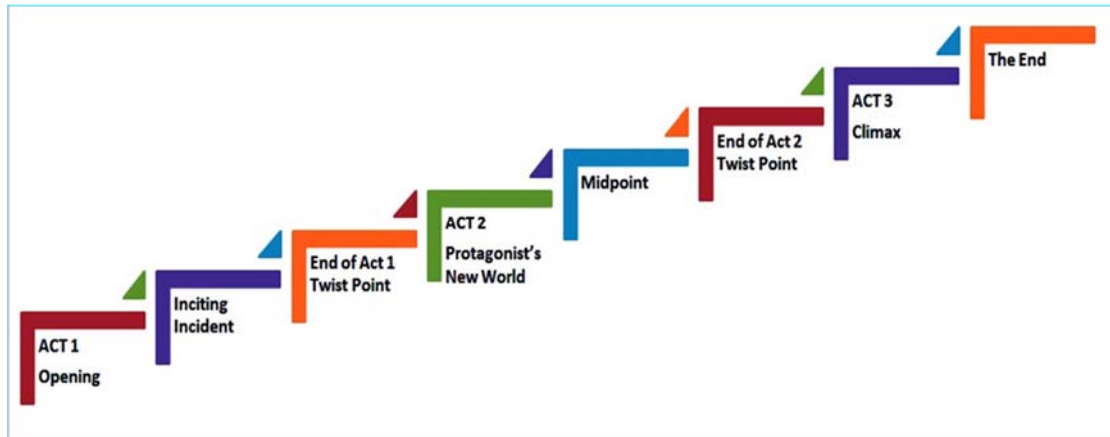 ACT 1
Opening
Inciting
Incident
End of Act 1
Twist Point
ACT 2
Protagonist’s
New World
Midpoint
End of Act 2
Twist Point
ACT 3
Climax
The End